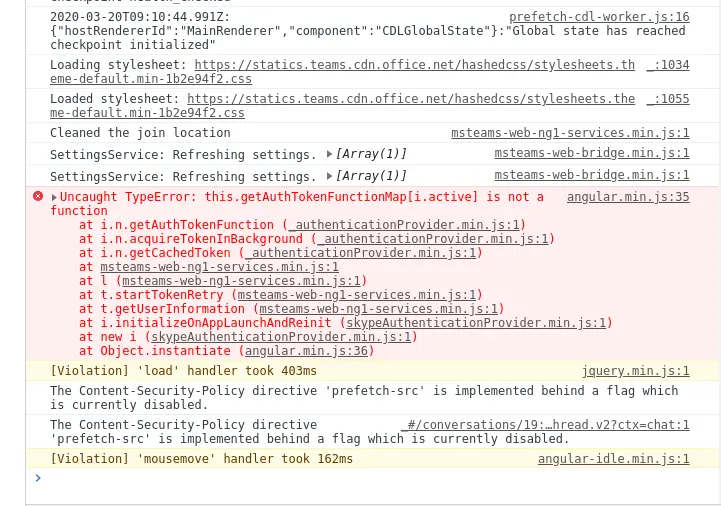 2020-03-20T09:10:44.991Z: prefetch-cdl-worker.js:16
{"hostRendererId":"MainRenderer","component":"CDLGlobalState"}:"Global state has reached
checkpoint initialized"
Loading stylesheet: https://statics.teams.cdn.office.net/hashedcss/stylesheets.th _:1034
eme-default.min-1b2e94f2.css
Loaded stylesheet: https://statics.teams.cdn.office.net/hashedcss/stylesheets.the _:1055
me-default.min-1b2e94f2.css
Cleaned the join location msteams-web-ng1-services.min.js:1
SettingsService: Refreshing settings. ▶[Array(1)] msteams-web-bridge.min.js:1
SettingsService: Refreshing settings. ▶[Array(1)] msteams-web-bridge.min.js:1
▶Uncaught TypeError: this.getAuthTokenFunctionMap[i.active] is not a angular.min.js:35
function
at i.n.getAuthTokenFunction (_authenticationProvider.min.js:1)
at i.n.acquireTokenInBackground (_authenticationProvider.min.js:1)
at i.n.getCachedToken (_authenticationProvider.min.js:1)
at msteams-web-ng1-services.min.js:1
at l (msteams-web-ng1-services.min.js:1)
at t.startTokenRetry (msteams-web-ng1-services.min.js:1)
at t.getUserInformation (msteams-web-ng1-services.min.js:1)
at i.initializeOnAppLaunchAndReinit (skypeAuthenticationProvider.min.js:1)
at new i (skypeAuthenticationProvider.min.js:1)
at Object.instantiate (angular.min.js:36)
[Violation] 'load' handler took 403ms jquery.min.js:1
The Content-Security-Policy directive 'prefetch-src' is implemented behind a flag which
is currently disabled.
The Content-Security-Policy directive _#/conversations/19:…hread.v2?ctx=chat:1
'prefetch-src' is implemented behind a flag which is currently disabled.
[Violation] 'mousemove' handler took 162ms angular-idle.min.js:1